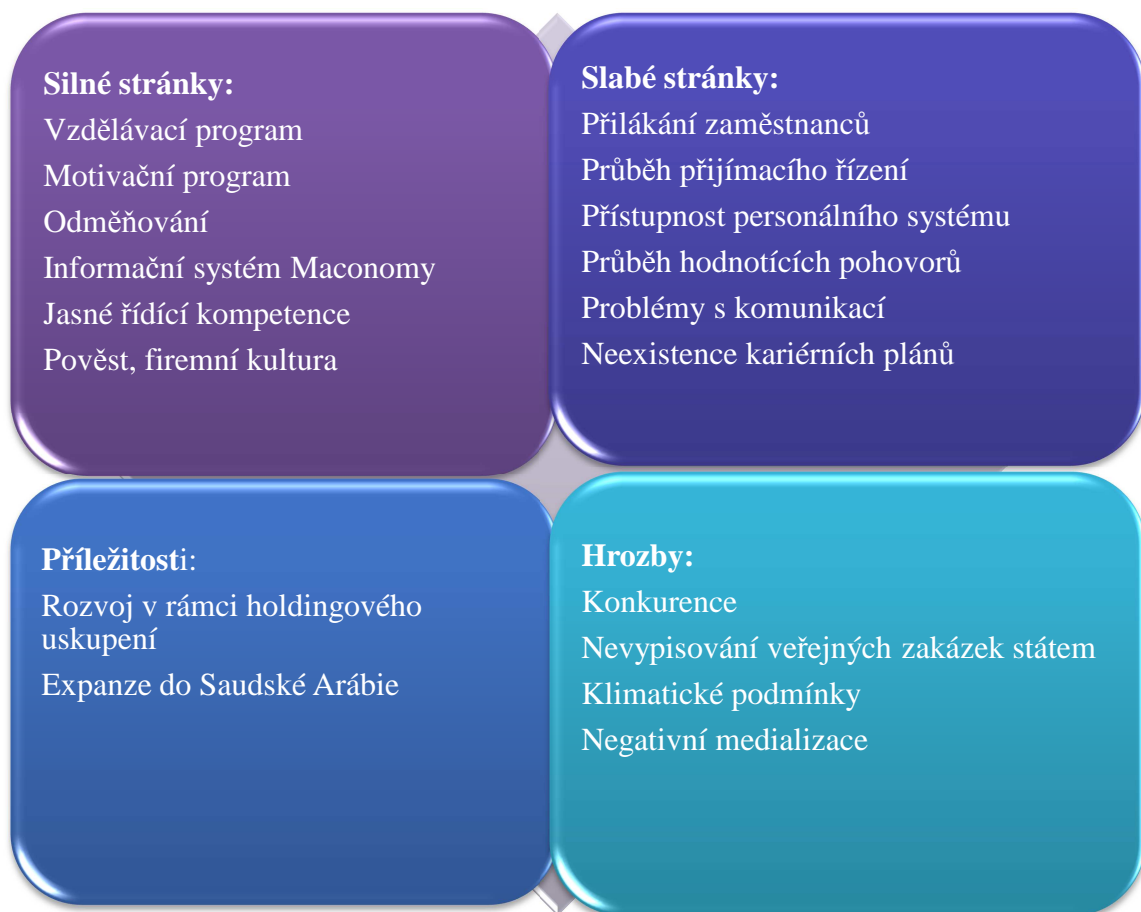 Silné stránky:
Vzdělávací program
Motivační program
Odměňování
Informační systém Maconomy
Jasné řídící kompetence
Pověst, firemní kultura
Slabé stránky:
Přilákání zaměstnanců
Průběh přijímacího řízení
Přístupnost personálního systému
Průběh hodnotících pohovorů
Problémy s komunikací
Neexistence kariérních plánů
Příležitosti:
Rozvoj v rámci holdingového
uskupení
Expanze do Saudské Arábie
Hrozby:
Konkurence
Nevypisování veřejných zakázek státem
Klimatické podmínky
Negativní medializace